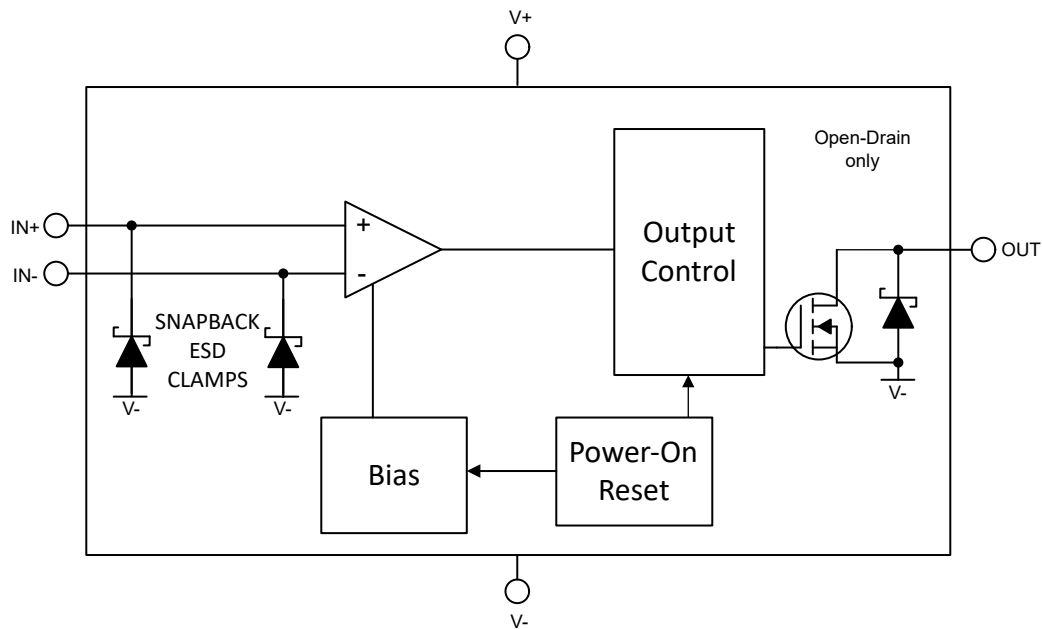 V+
Open-Drain
only
IN+
+
Output
Control
OUT
IN-
-
SNAPBACK
ESD
CLAMPS
V-
V-
V-
Bias
Power-On
Reset
V-